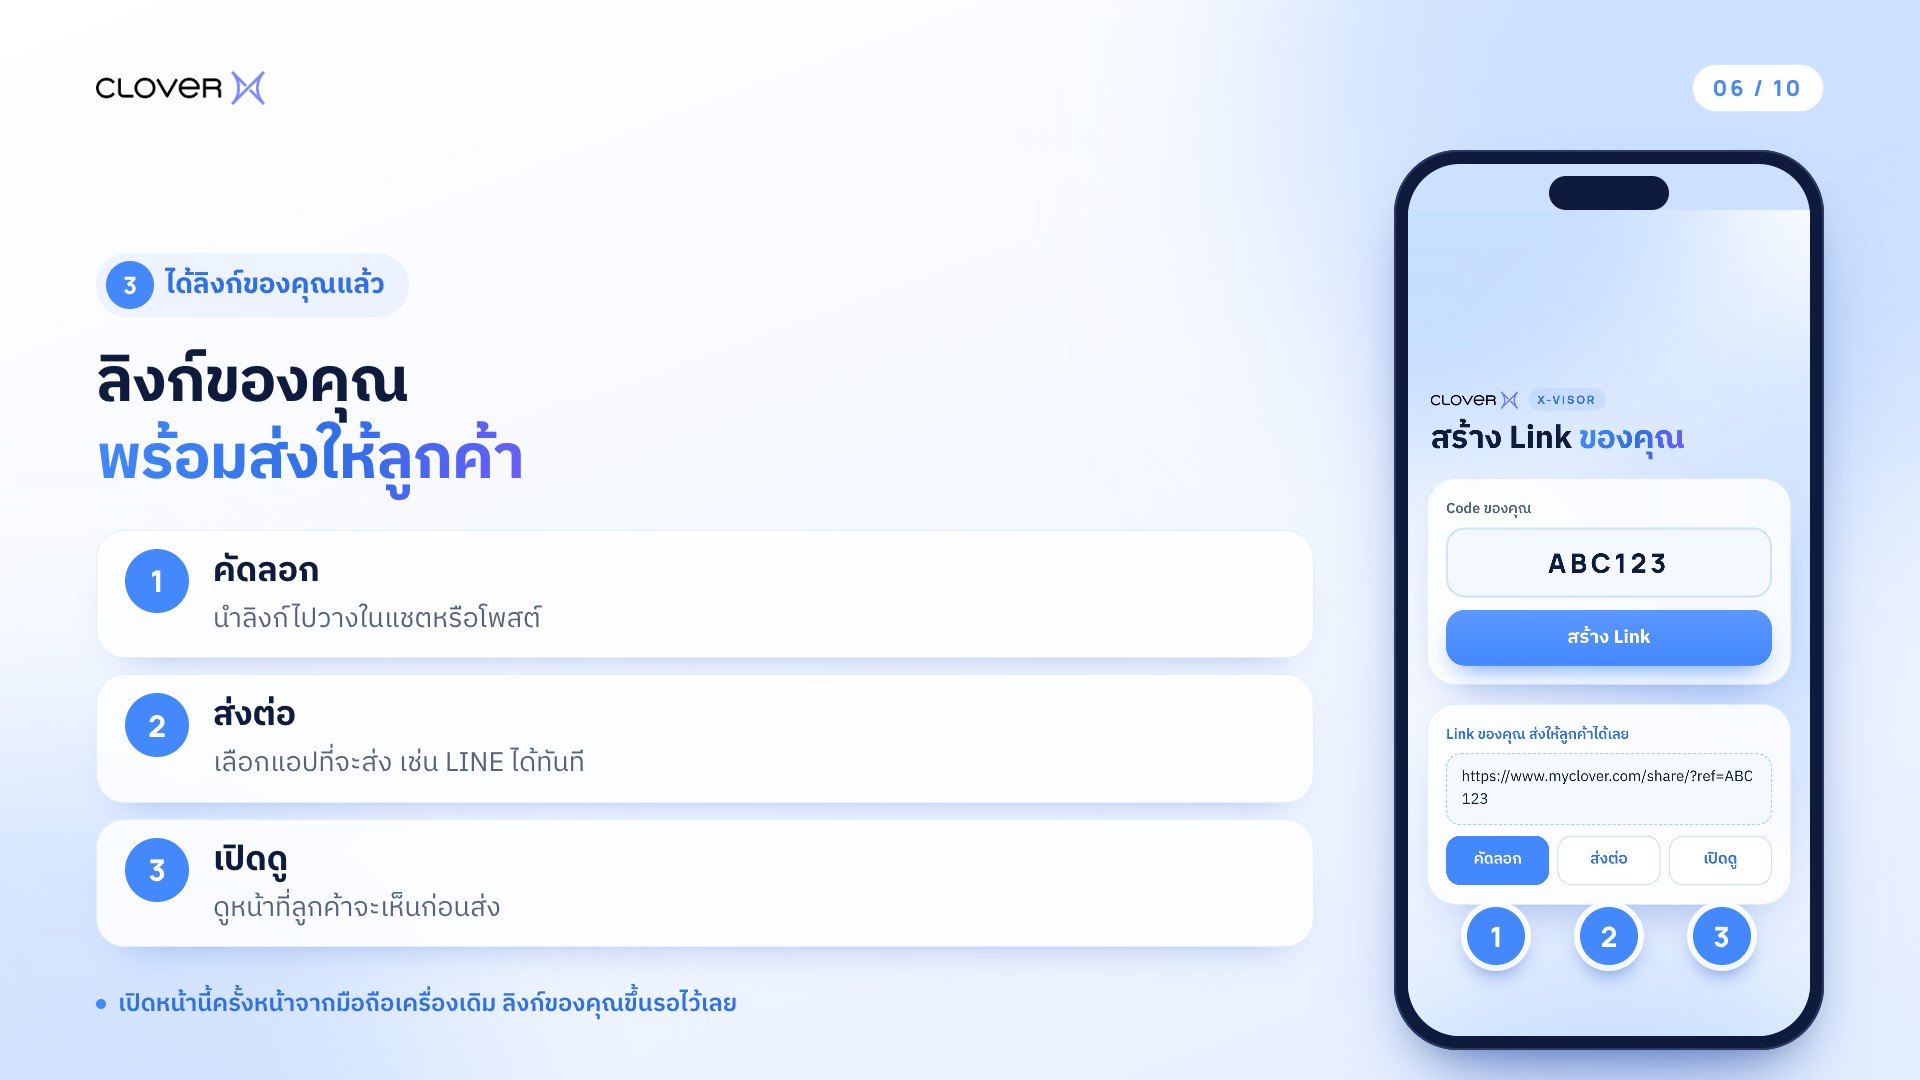 CLOVER X
06 / 10
3 ได้ลิงก์ของคุณแล้ว
ลิงก์ของคุณ
พร้อมส่งให้ลูกค้า
1 คัดลอก
นำลิงก์ไปวางในแชตหรือโพสต์
2 ส่งต่อ
เลือกแอปที่จะส่ง เช่น LINE ได้ทันที
3 เปิดดู
ดูหน้าที่ลูกค้าจะเห็นก่อนส่ง
เปิดหน้านี้ครั้งหน้าจากมือถือเครื่องเดิม ลิงก์ของคุณขึ้นรอไว้เลย
CLOVER X X-VISOR
สร้าง Link ของคุณ
Code ของคุณ
ABC123
สร้าง Link
Link ของคุณ ส่งให้ลูกค้าได้เลย
https://www.myclover.com/share/?ref=ABC
123
คัดลอก ส่งต่อ เปิดดู
1 2 3